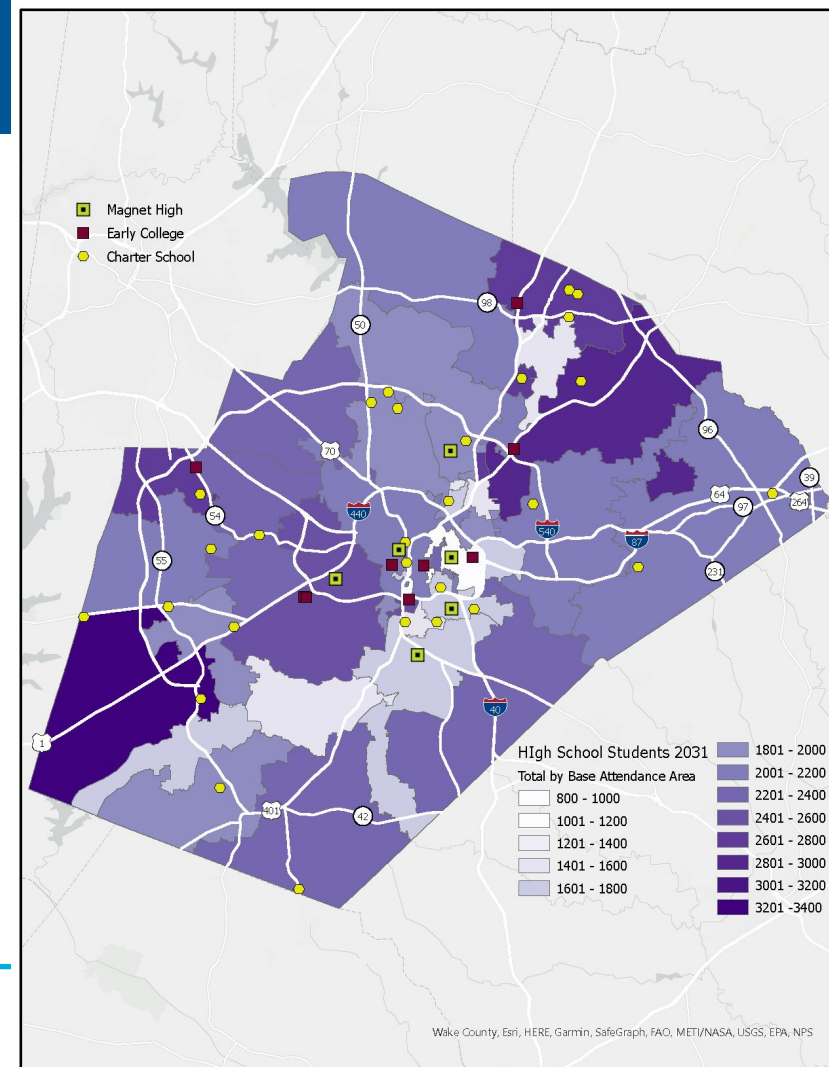 Magnet High
Early College
Charter School
98
50
96
70
39
64
264
97
54
440
540
87
55
231
1
40
401
42
HIgh School Students 2031
Total by Base Attendance Area
800 - 1000
1001 - 1200
1201 - 1400
1401 - 1600
1601 - 1800
1801 - 2000
2001 - 2200
2201 - 2400
2401 - 2600
2601 - 2800
2801 - 3000
3001 - 3200
3201 -3400
Wake County, Esri, HERE, Garmin, SafeGraph, FAO, METI/NASA, USGS, EPA, NPS